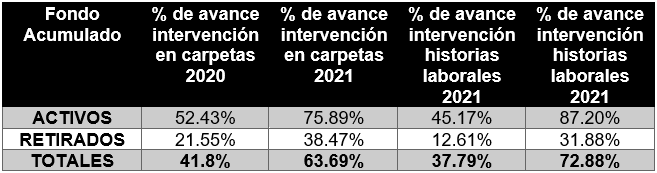 Fondo Acumulado | % de avance intervención en carpetas 2020 | % de avance intervención en carpetas 2021 | % de avance intervención historias laborales 2021 | % de avance intervención historias laborales 2021
ACTIVOS | 52.43% | 75.89% | 45.17% | 87.20%
RETIRADOS | 21.55% | 38.47% | 12.61% | 31.88%
TOTALES | 41.8% | 63.69% | 37.79% | 72.88%